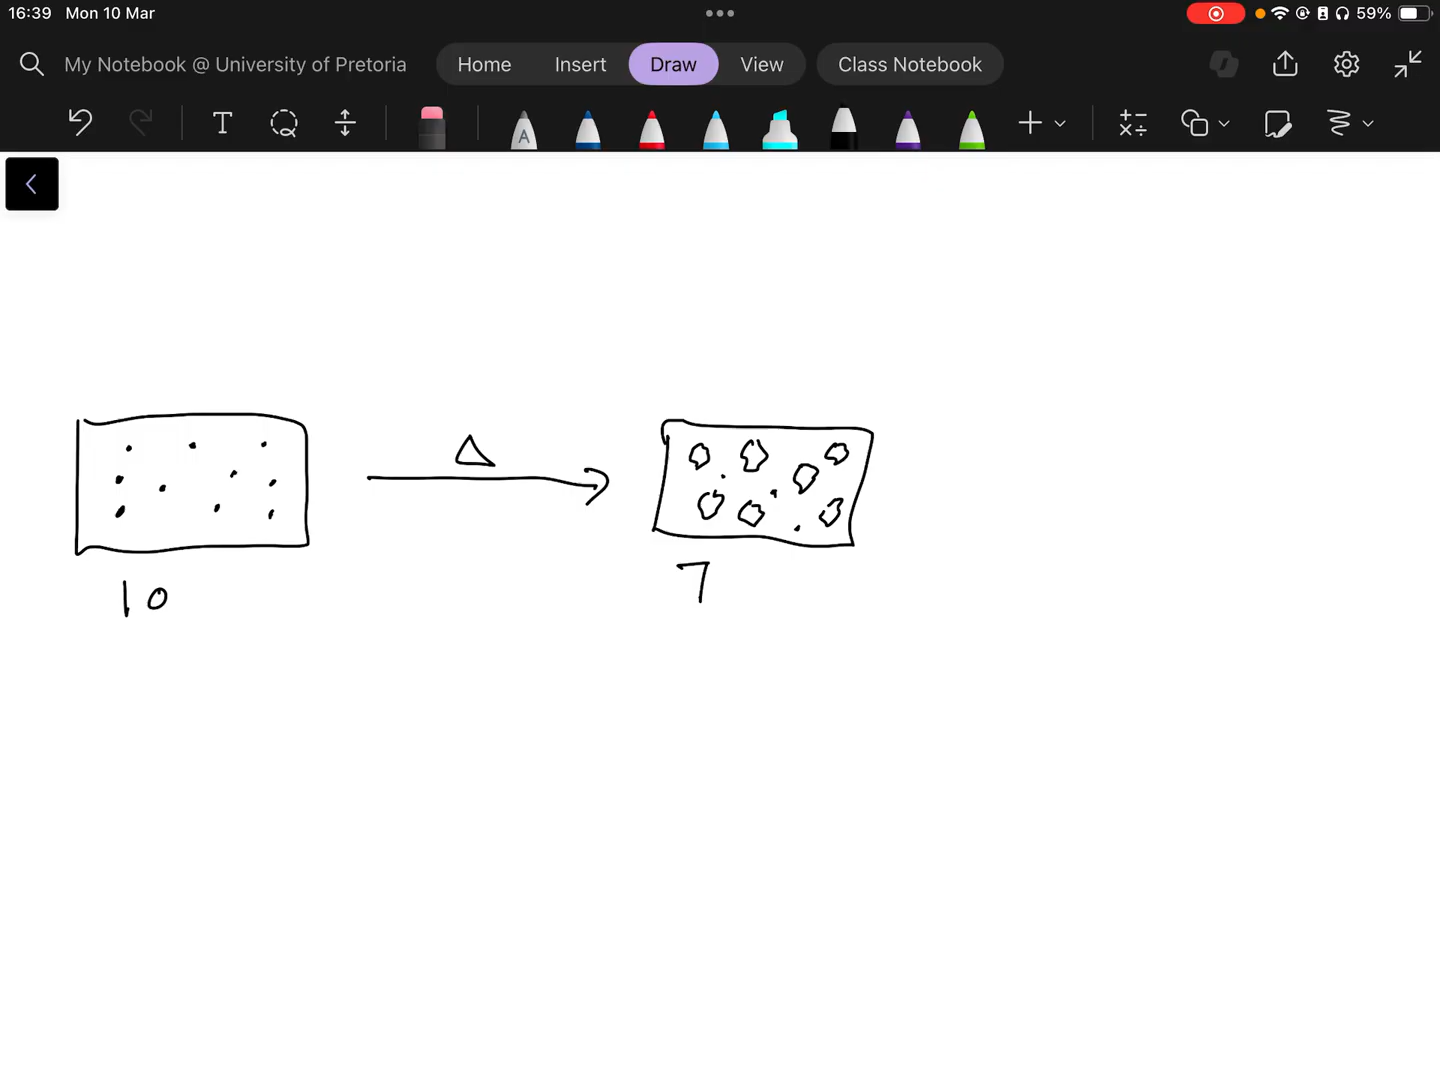 16:39 Mon 10 Mar 59%
My Notebook @ University of Pretoria Home Insert Draw View Class Notebook
T A
Δ
10
7